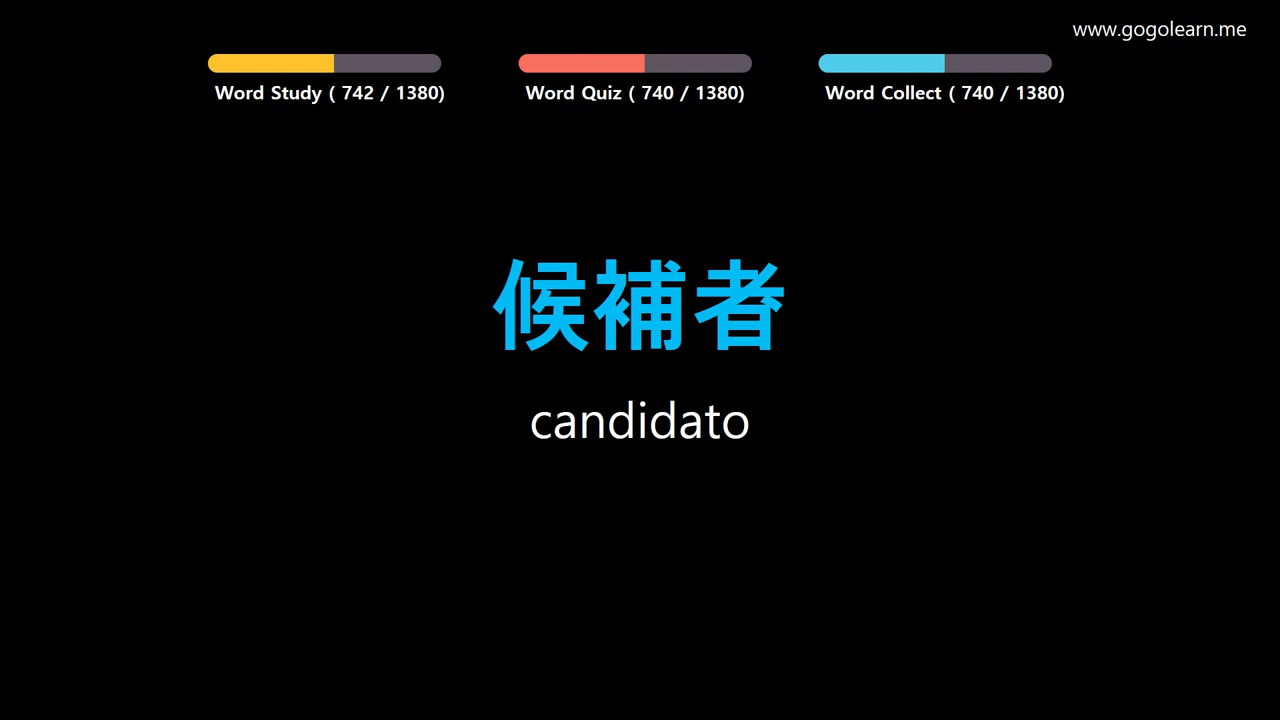 www.gogolearn.me
Word Study ( 742 / 1380)
Word Quiz ( 740 / 1380)
Word Collect ( 740 / 1380)
候補者
candidato